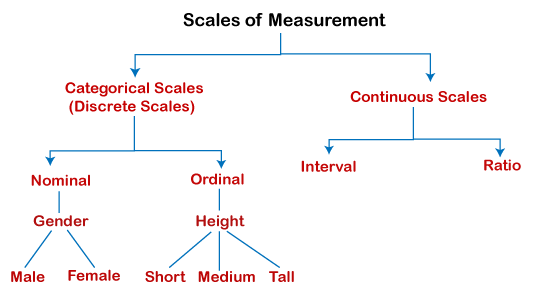 Scales of Measurement
Categorical Scales
(Discrete Scales)
Continuous Scales
Nominal
Ordinal
Interval
Ratio
Gender
Height
Male
Female
Short
Medium
Tall